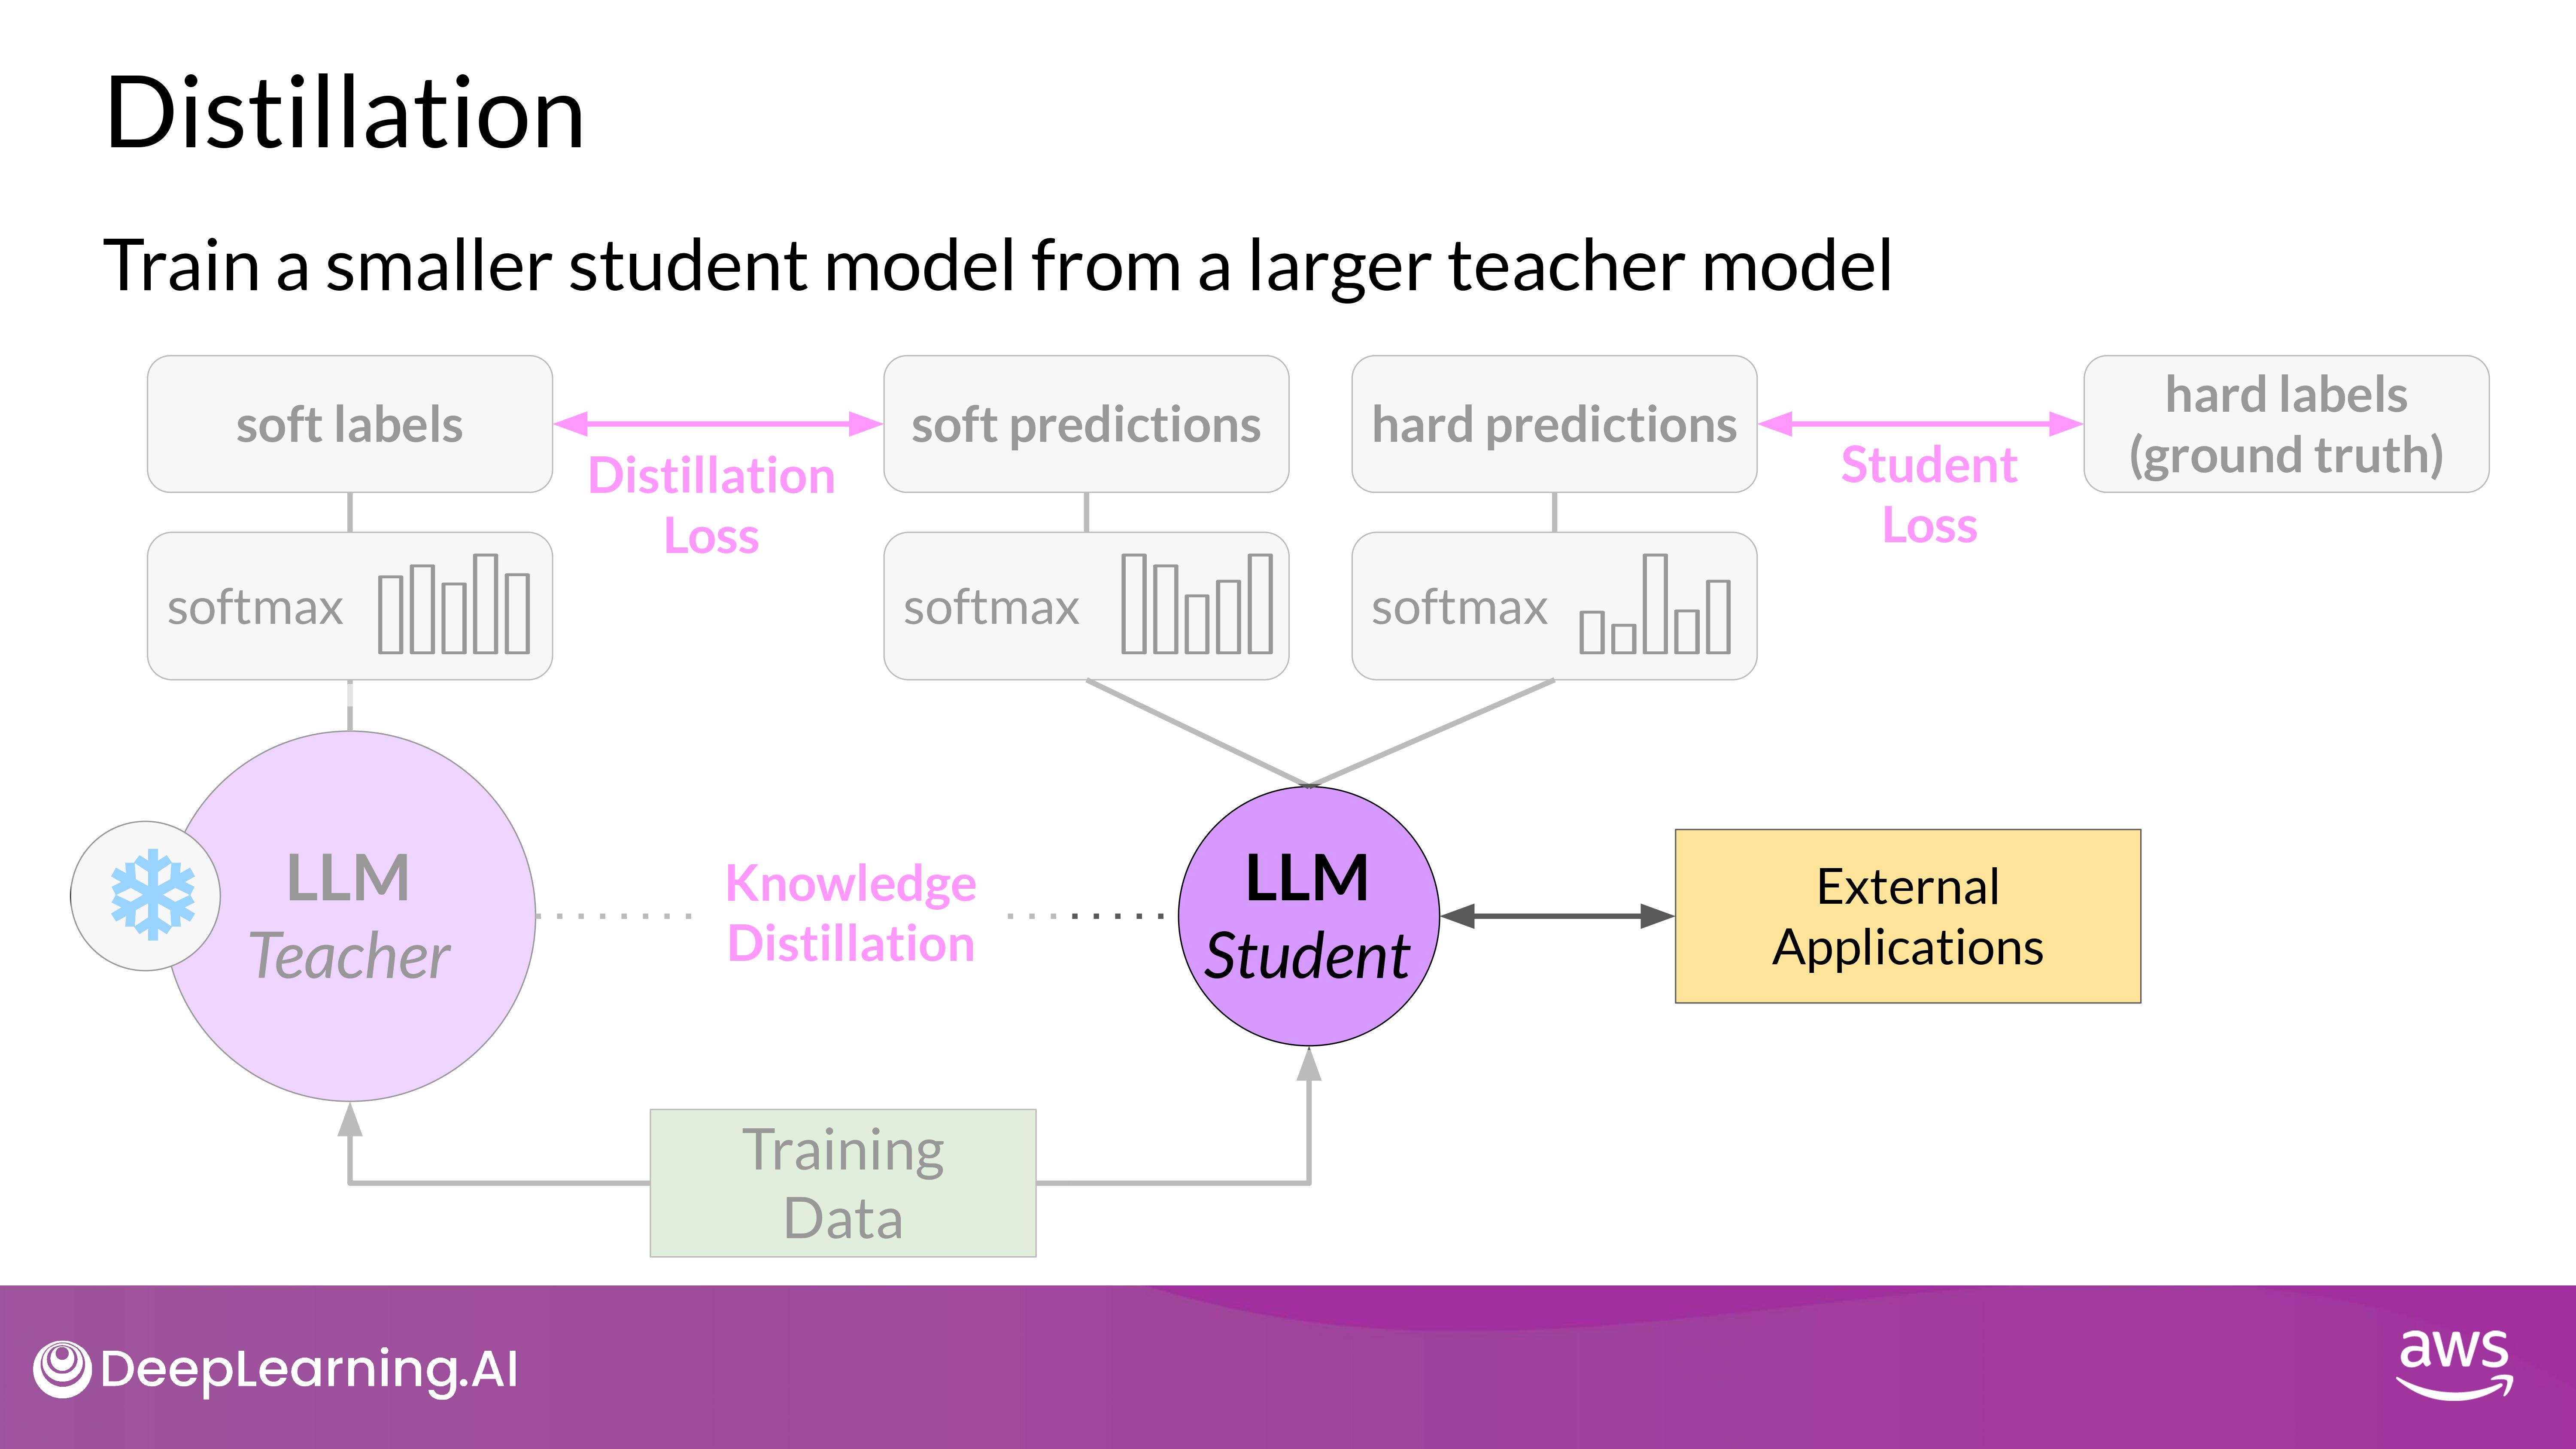 Distillation
Train a smaller student model from a larger teacher model
soft labels
Distillation
Loss
soft predictions
hard predictions
Student
Loss
hard labels
(ground truth)
softmax
softmax
softmax
LLM
Teacher
Knowledge
Distillation
LLM
Student
External
Applications
Training
Data
DeepLearning.AI
aws